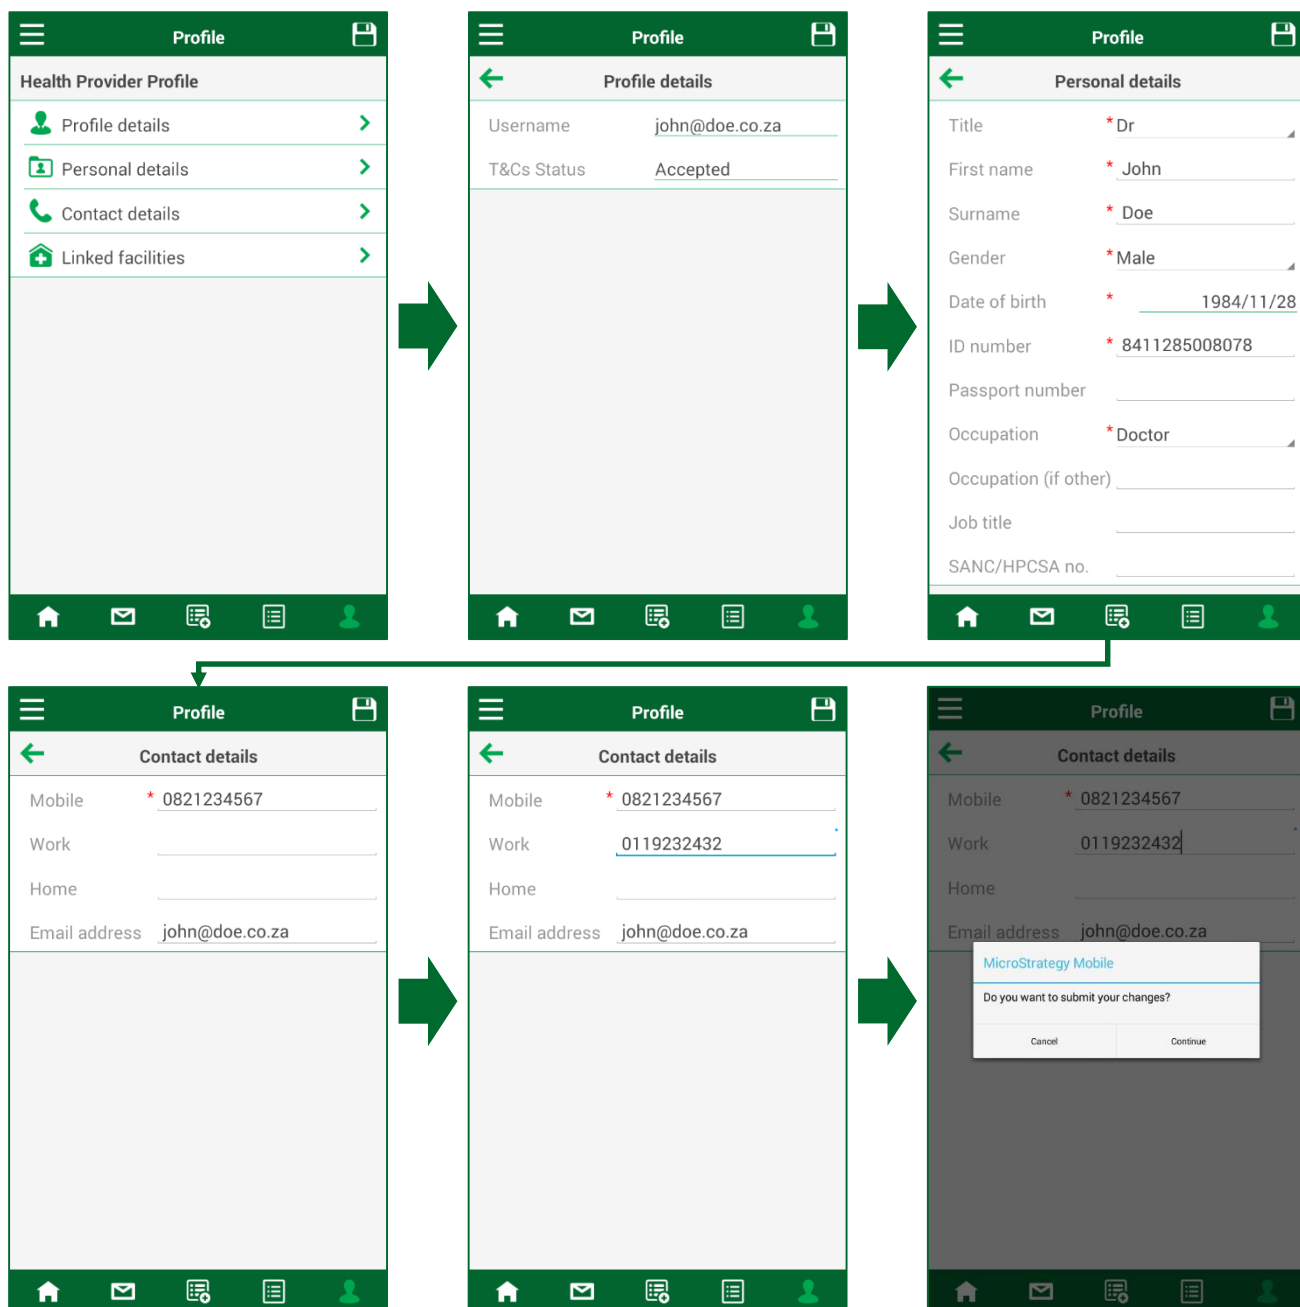 Profile
Health Provider Profile
Profile details
Personal details
Contact details
Linked facilities
Profile
Profile details
Username john@doe.co.za
T&Cs Status Accepted
Profile
Personal details
Title * Dr
First name * John
Surname * Doe
Gender * Male
Date of birth * 1984/11/28
ID number * 8411285008078
Passport number
Occupation * Doctor
Occupation (if other)
Job title
SANC/HPCSA no.
Profile
Contact details
Mobile * 0821234567
Work
Home
Email address john@doe.co.za
Profile
Contact details
Mobile * 0821234567
Work 0119232432
Home
Email address john@doe.co.za
Profile
Contact details
Mobile * 0821234567
Work 0119232432
Home
Email address john@doe.co.za
MicroStrategy Mobile
Do you want to submit your changes?
Cancel Continue